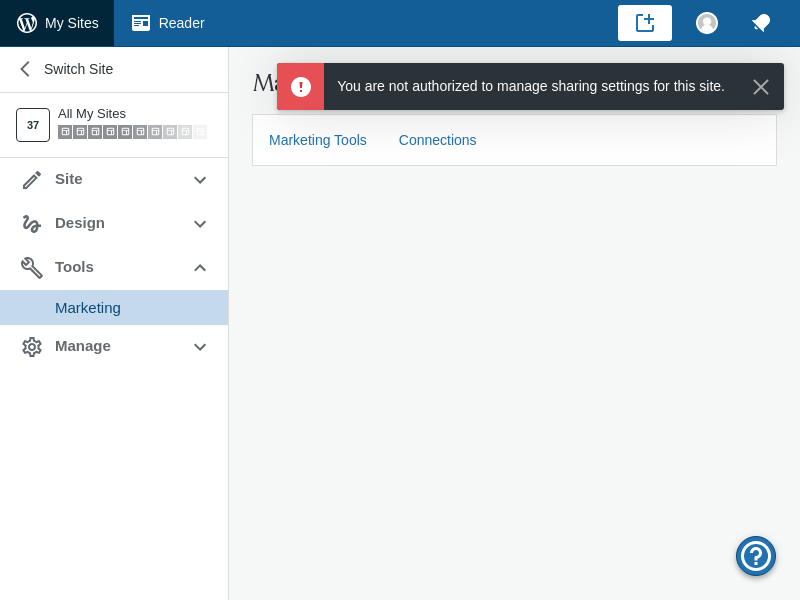 My Sites
Reader
Switch Site
You are not authorized to manage sharing settings for this site.
37
All My Sites
Marketing Tools
Connections
Site
Design
Tools
Marketing
Manage